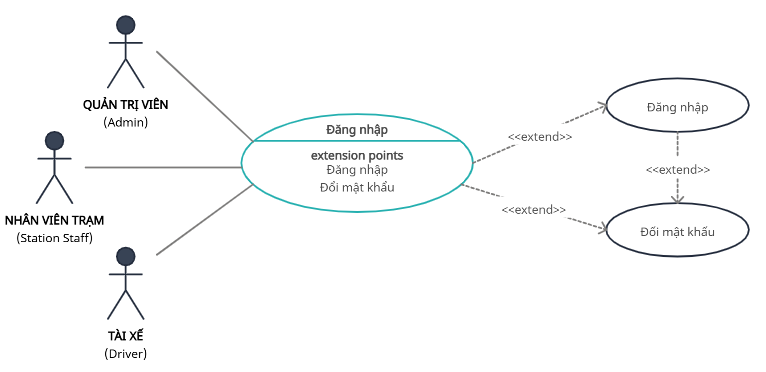 QUẢN TRỊ VIÊN
(Admin)
NHÂN VIÊN TRẠM
(Station Staff)
TÀI XẾ
(Driver)
Đăng nhập
extension points
Đăng nhập
Đổi mật khẩu
<<extend>>
<<extend>>
Đăng nhập
<<extend>>
Đổi mật khẩu